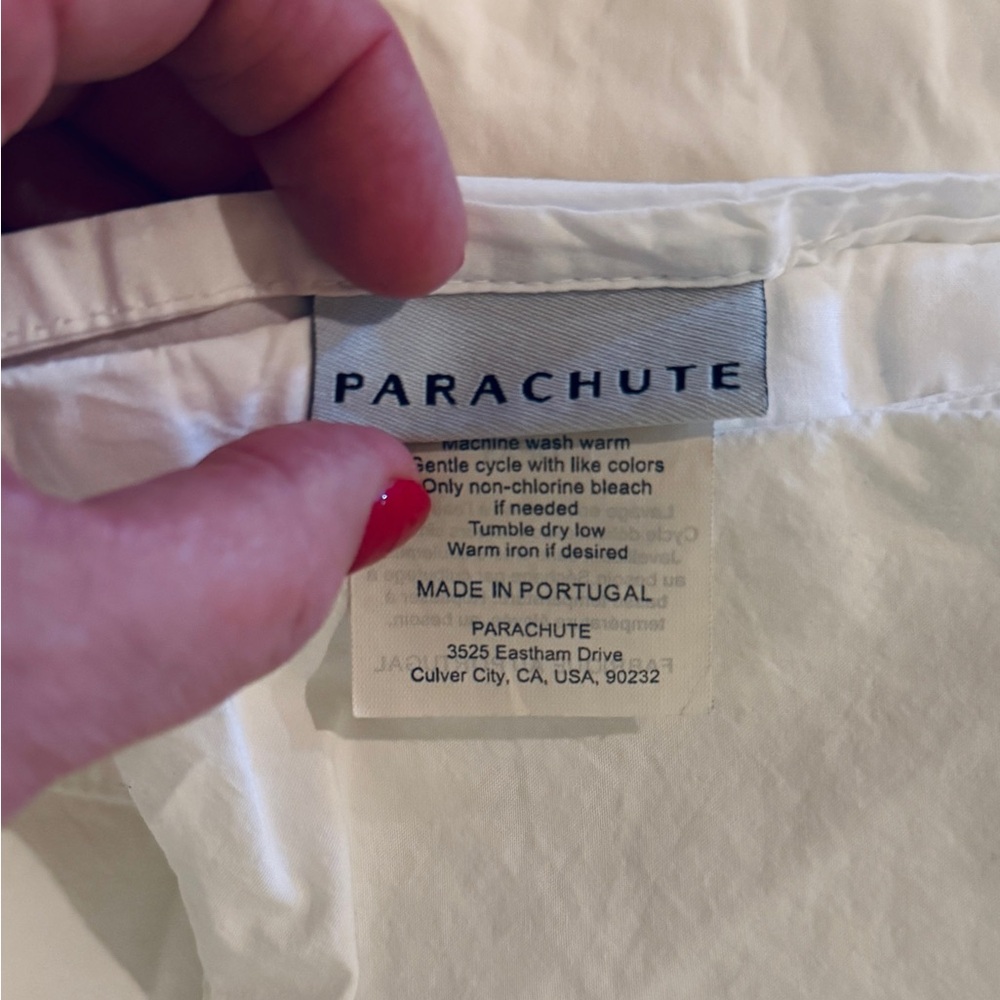 PARACHUTE
Machine wash warm
Gentle cycle with like colors
Only non-chlorine bleach
if needed
Tumble dry low
Warm iron if desired
MADE IN PORTUGAL
PARACHUTE
3525 Eastham Drive
Culver City, CA, USA, 90232